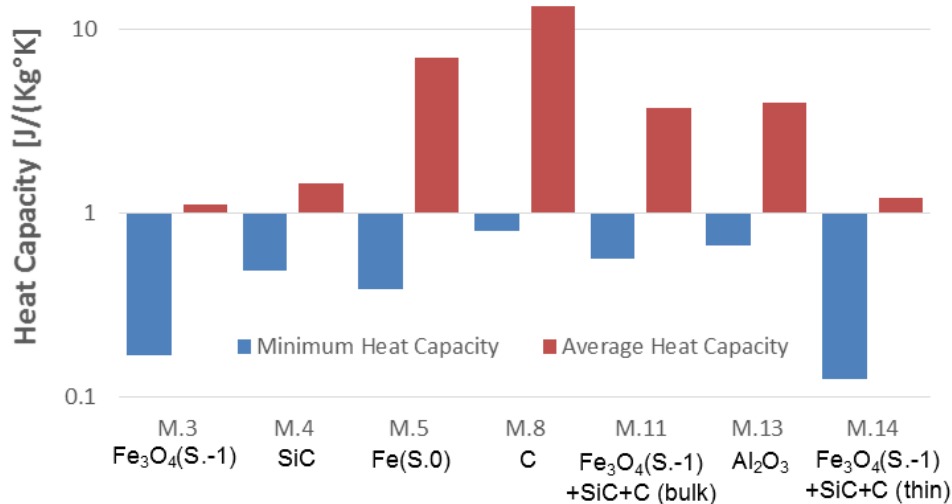 Heat Capacity [J/(Kg°K]
10
1
0.1
Minimum Heat Capacity
Average Heat Capacity
M.3
M.4
M.5
M.8
M.11
M.13
M.14
Fe₃O₄(S.-1)
SiC
Fe(S.0)
C
Fe₃O₄(S.-1)
+SiC+C (bulk)
Al₂O₃
Fe₃O₄(S.-1)
+SiC+C (thin)